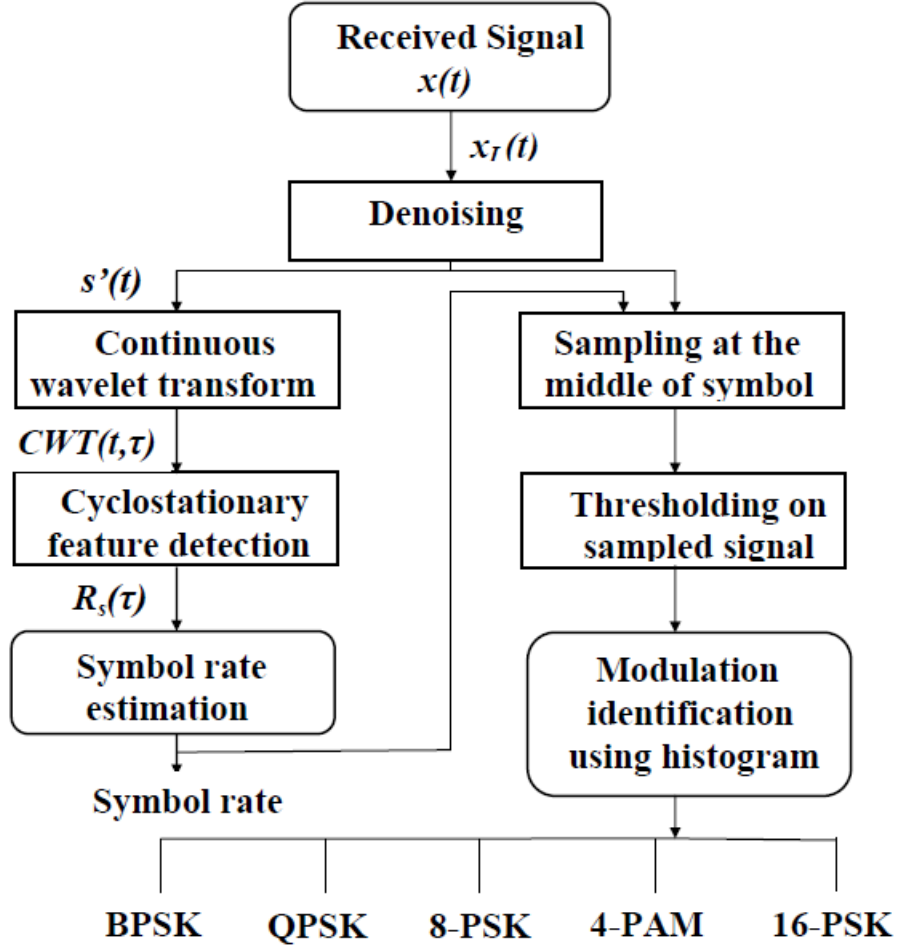 Received Signal
x(t)
x_T(t)
Denoising
s’(t)
Continuous
wavelet transform
CWT(t,τ)
Cyclostationary
feature detection
R_s(τ)
Symbol rate
estimation
Symbol rate
Sampling at the
middle of symbol
Thresholding on
sampled signal
Modulation
identification
using histogram
BPSK
QPSK
8-PSK
4-PAM
16-PSK